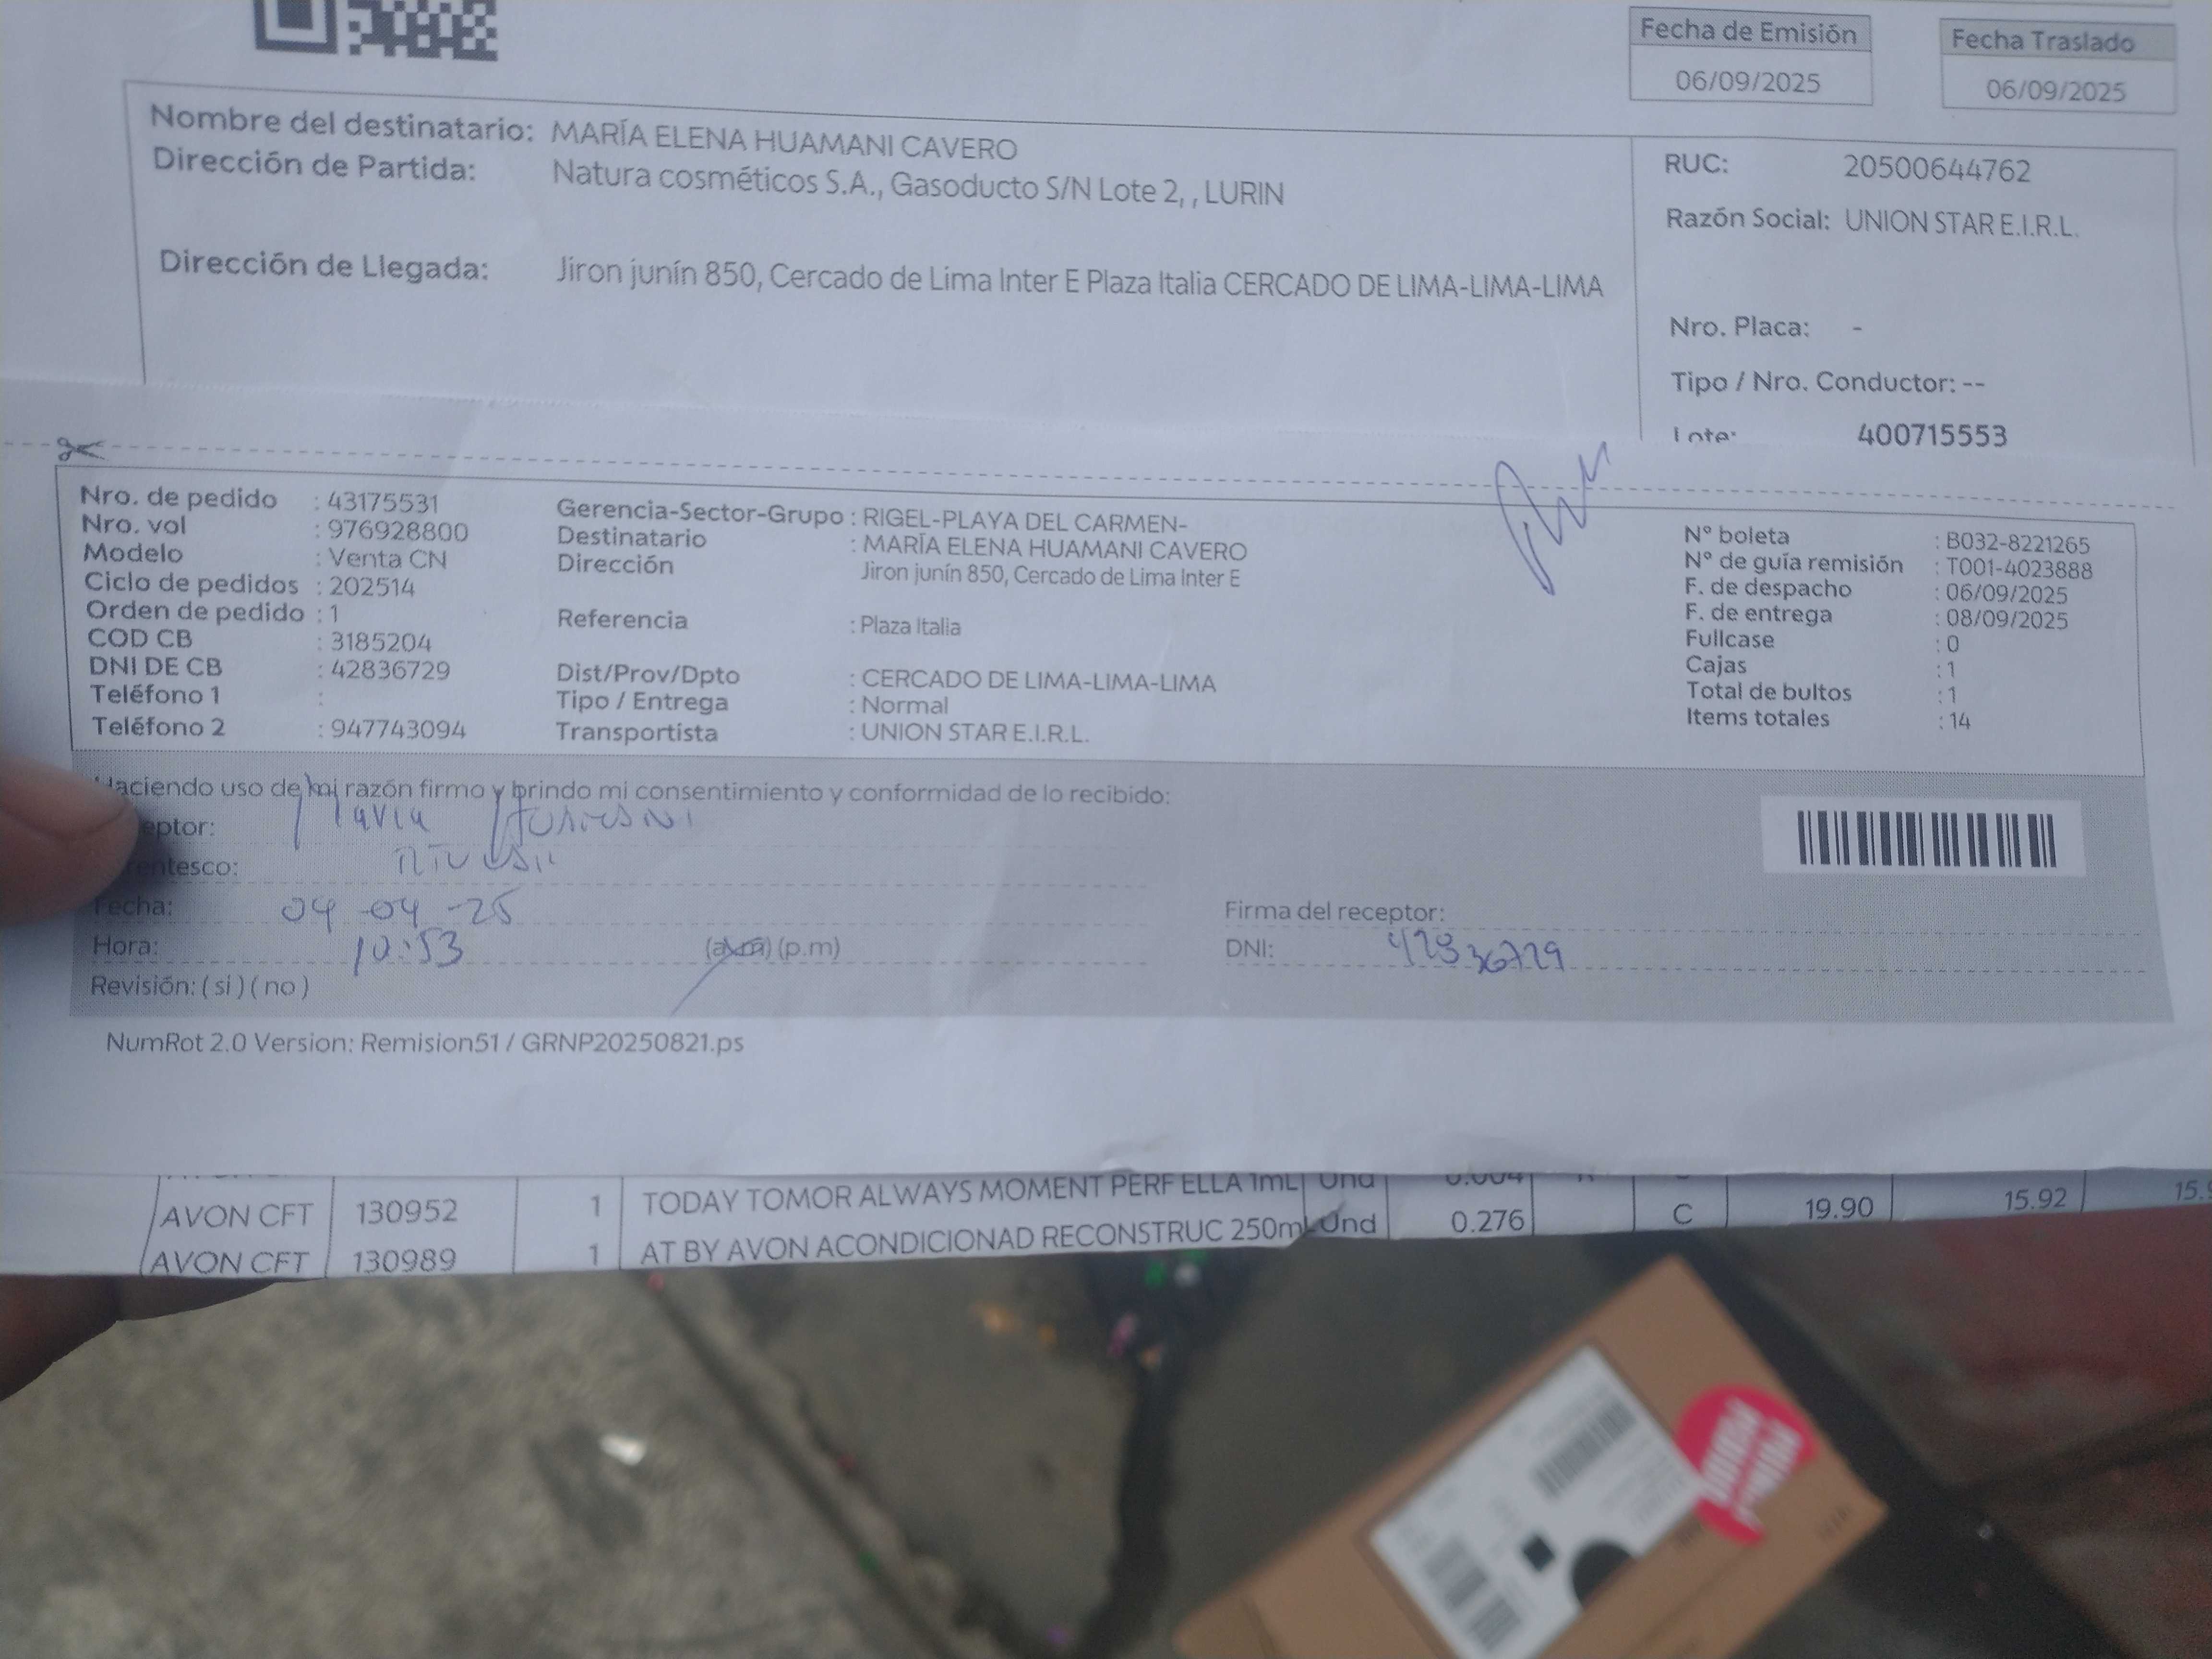 Fecha de Emisión
06/09/2025
Fecha Traslado
06/09/2025
Nombre del destinatario: MARÍA ELENA HUAMANI CAVERO
Dirección de Partida: Natura cosméticos S.A., Gasoducto S/N Lote 2, , LURIN
Dirección de Llegada: Jiron junín 850, Cercado de Lima Inter E Plaza Italia CERCADO DE LIMA-LIMA-LIMA
RUC: 20500644762
Razón Social: UNION STAR E.I.R.L.
Nro. Placa: -
Tipo / Nro. Conductor: --
Lote: 400715553
Nro. de pedido : 43175531
Nro. vol : 976928800
Modelo : Venta CN
Ciclo de pedidos : 202514
Orden de pedido : 1
COD CB : 3185204
DNI DE CB : 42836729
Teléfono 1 :
Teléfono 2 : 947743094
Gerencia-Sector-Grupo : RIGEL-PLAYA DEL CARMEN-
Destinatario : MARÍA ELENA HUAMANI CAVERO
Dirección Jiron junín 850, Cercado de Lima Inter E
Referencia : Plaza Italia
Dist/Prov/Dpto : CERCADO DE LIMA-LIMA-LIMA
Tipo / Entrega : Normal
Transportista : UNION STAR E.I.R.L.
N° boleta : B032-8221265
N° de guía remisión : T001-4023888
F. de despacho : 06/09/2025
F. de entrega : 08/09/2025
Fullcase : 0
Cajas : 1
Total de bultos : 1
Items totales : 14
Haciendo uso de mi razón firmo y brindo mi consentimiento y conformidad de lo recibido:
eptor:
entesco:
Fecha: 04-04-25
Hora: 10:53 (a.m) (p.m)
Revisión: ( si ) ( no )
Firma del receptor:
DNI: 42836729
NumRot 2.0 Version: Remision51 / GRNP20250821.ps
AVON CFT 130952 1 TODAY TOMOR ALWAYS MOMENT PERF ELLA 1mL Und 0.004
AVON CFT 130989 1 AT BY AVON ACONDICIONAD RECONSTRUC 250mL Und 0.276 C 19.90 15.92